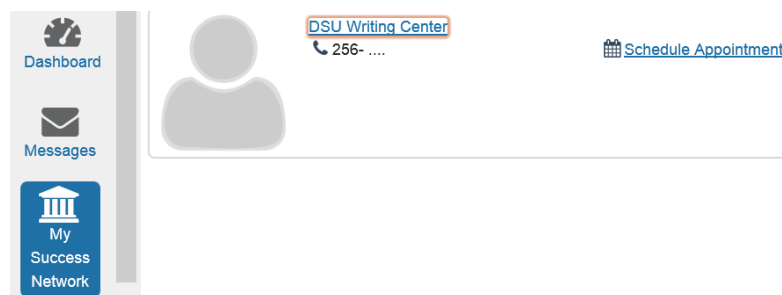 Dashboard
Messages
My
Success
Network
DSU Writing Center
256- ....
Schedule Appointment